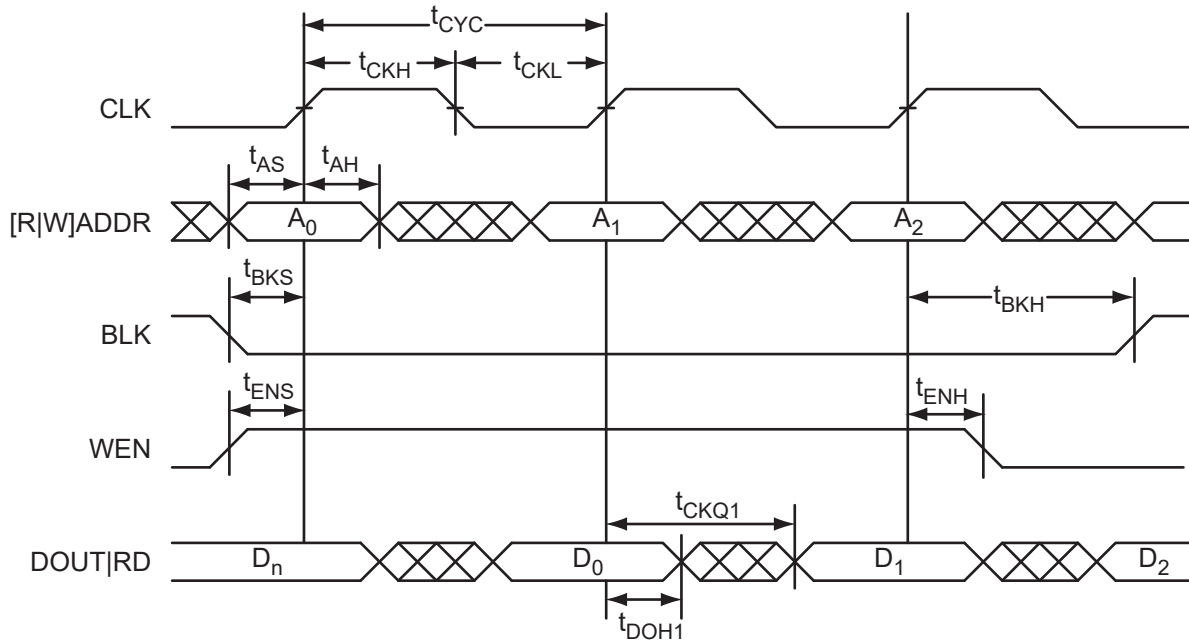 tCYC
tCKH
tCKL
CLK
tAS
tAH
[R|W]ADDR
A0
A1
A2
tBKS
tBKH
BLK
tENS
tENH
WEN
tCKQ1
DOUT|RD
Dn
D0
D1
D2
tDOH1